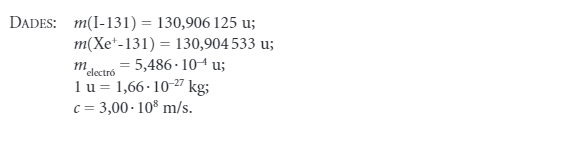 DADES: m(I-131) = 130,906 125 u;
m(Xe⁺-131) = 130,904 533 u;
m_electró = 5,486 · 10⁻⁴ u;
1 u = 1,66 · 10⁻²⁷ kg;
c = 3,00 · 10⁸ m/s.